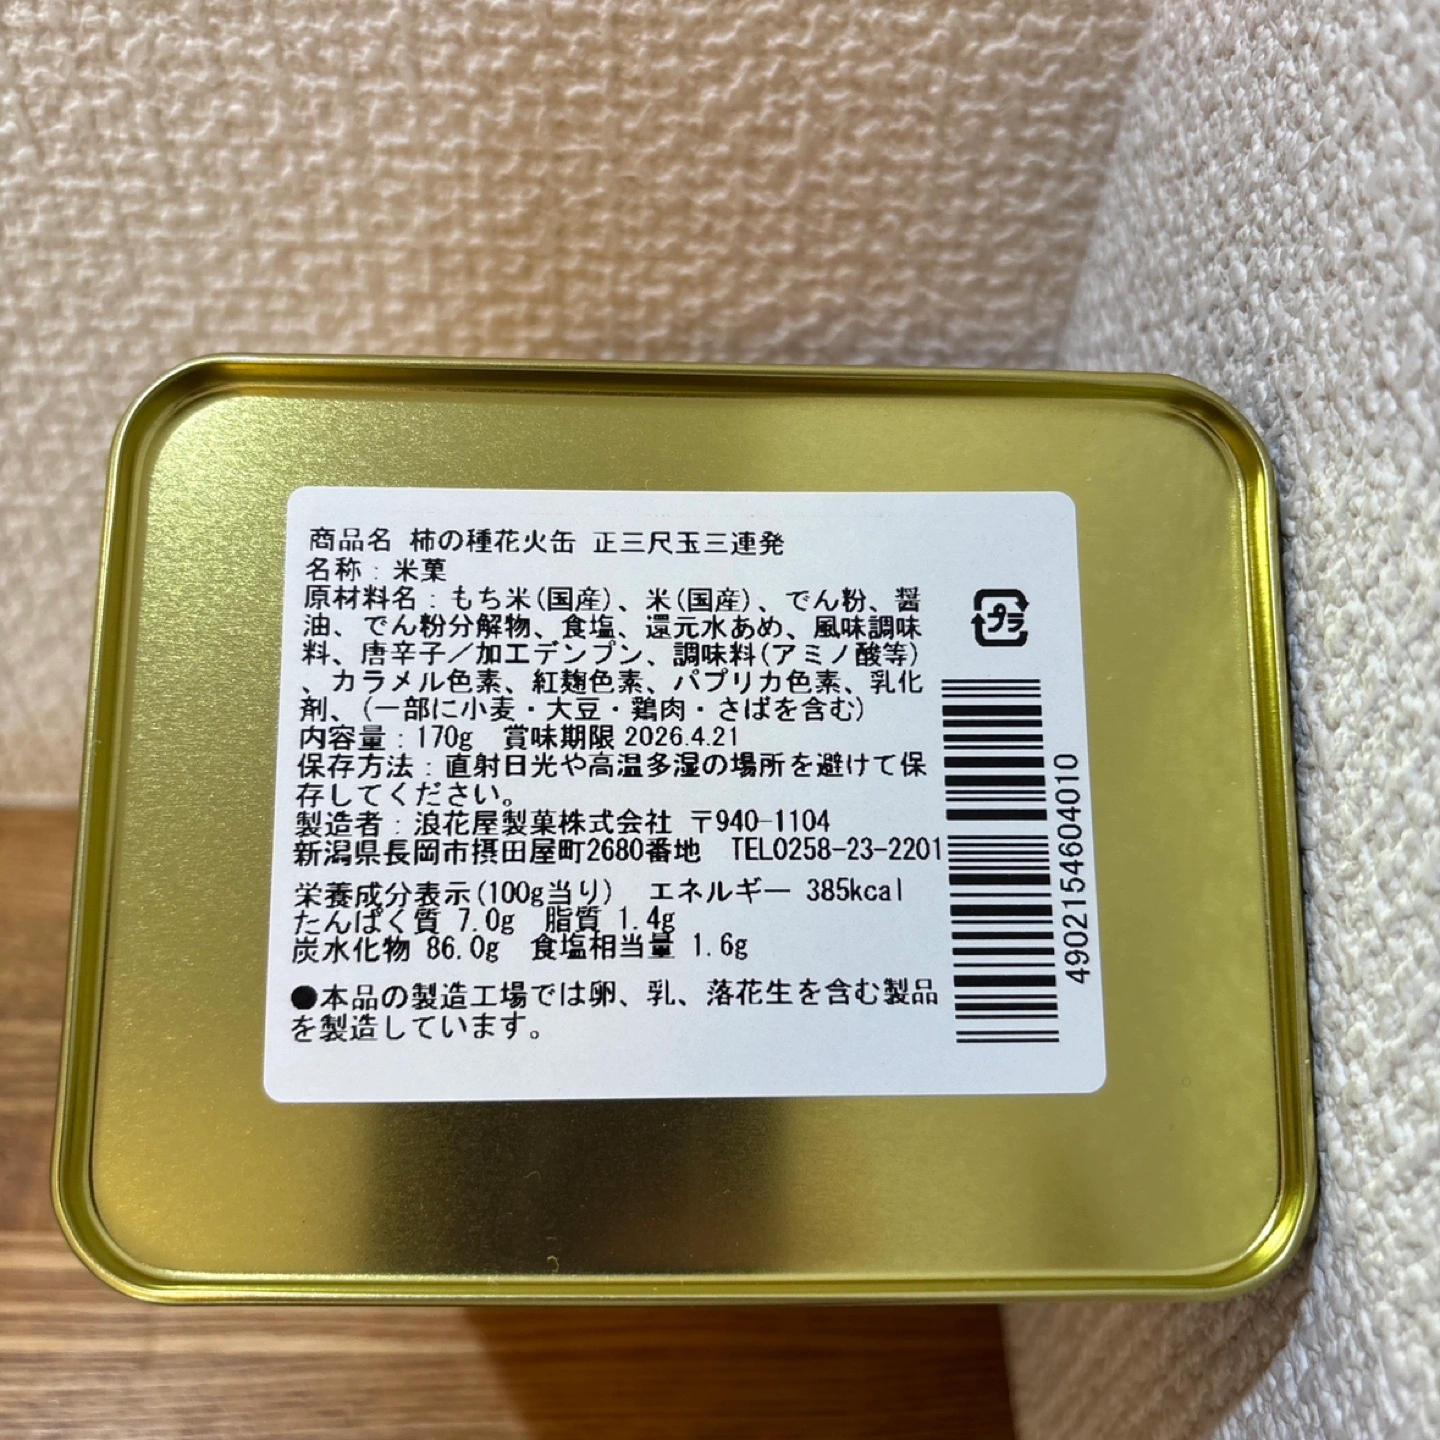 商品名 柿の種花火缶 正三尺玉三連発
名称：米菓
原材料名：もち米(国産)、米(国産)、でん粉、醤
油、でん粉分解物、食塩、還元水あめ、風味調味
料、唐辛子／加工デンプン、調味料(アミノ酸等)
、カラメル色素、紅麹色素、パプリカ色素、乳化
剤、(一部に小麦・大豆・鶏肉・さばを含む)
内容量：170g 賞味期限 2026.4.21
保存方法：直射日光や高温多湿の場所を避けて保
存してください。
製造者：浪花屋製菓株式会社 〒940-1104
新潟県長岡市摂田屋町2680番地 TEL0258-23-2201
栄養成分表示(100g当り) エネルギー 385kcal
たんぱく質 7.0g 脂質 1.4g
炭水化物 86.0g 食塩相当量 1.6g
●本品の製造工場では卵、乳、落花生を含む製品
を製造しています。
プラ
4902154604010